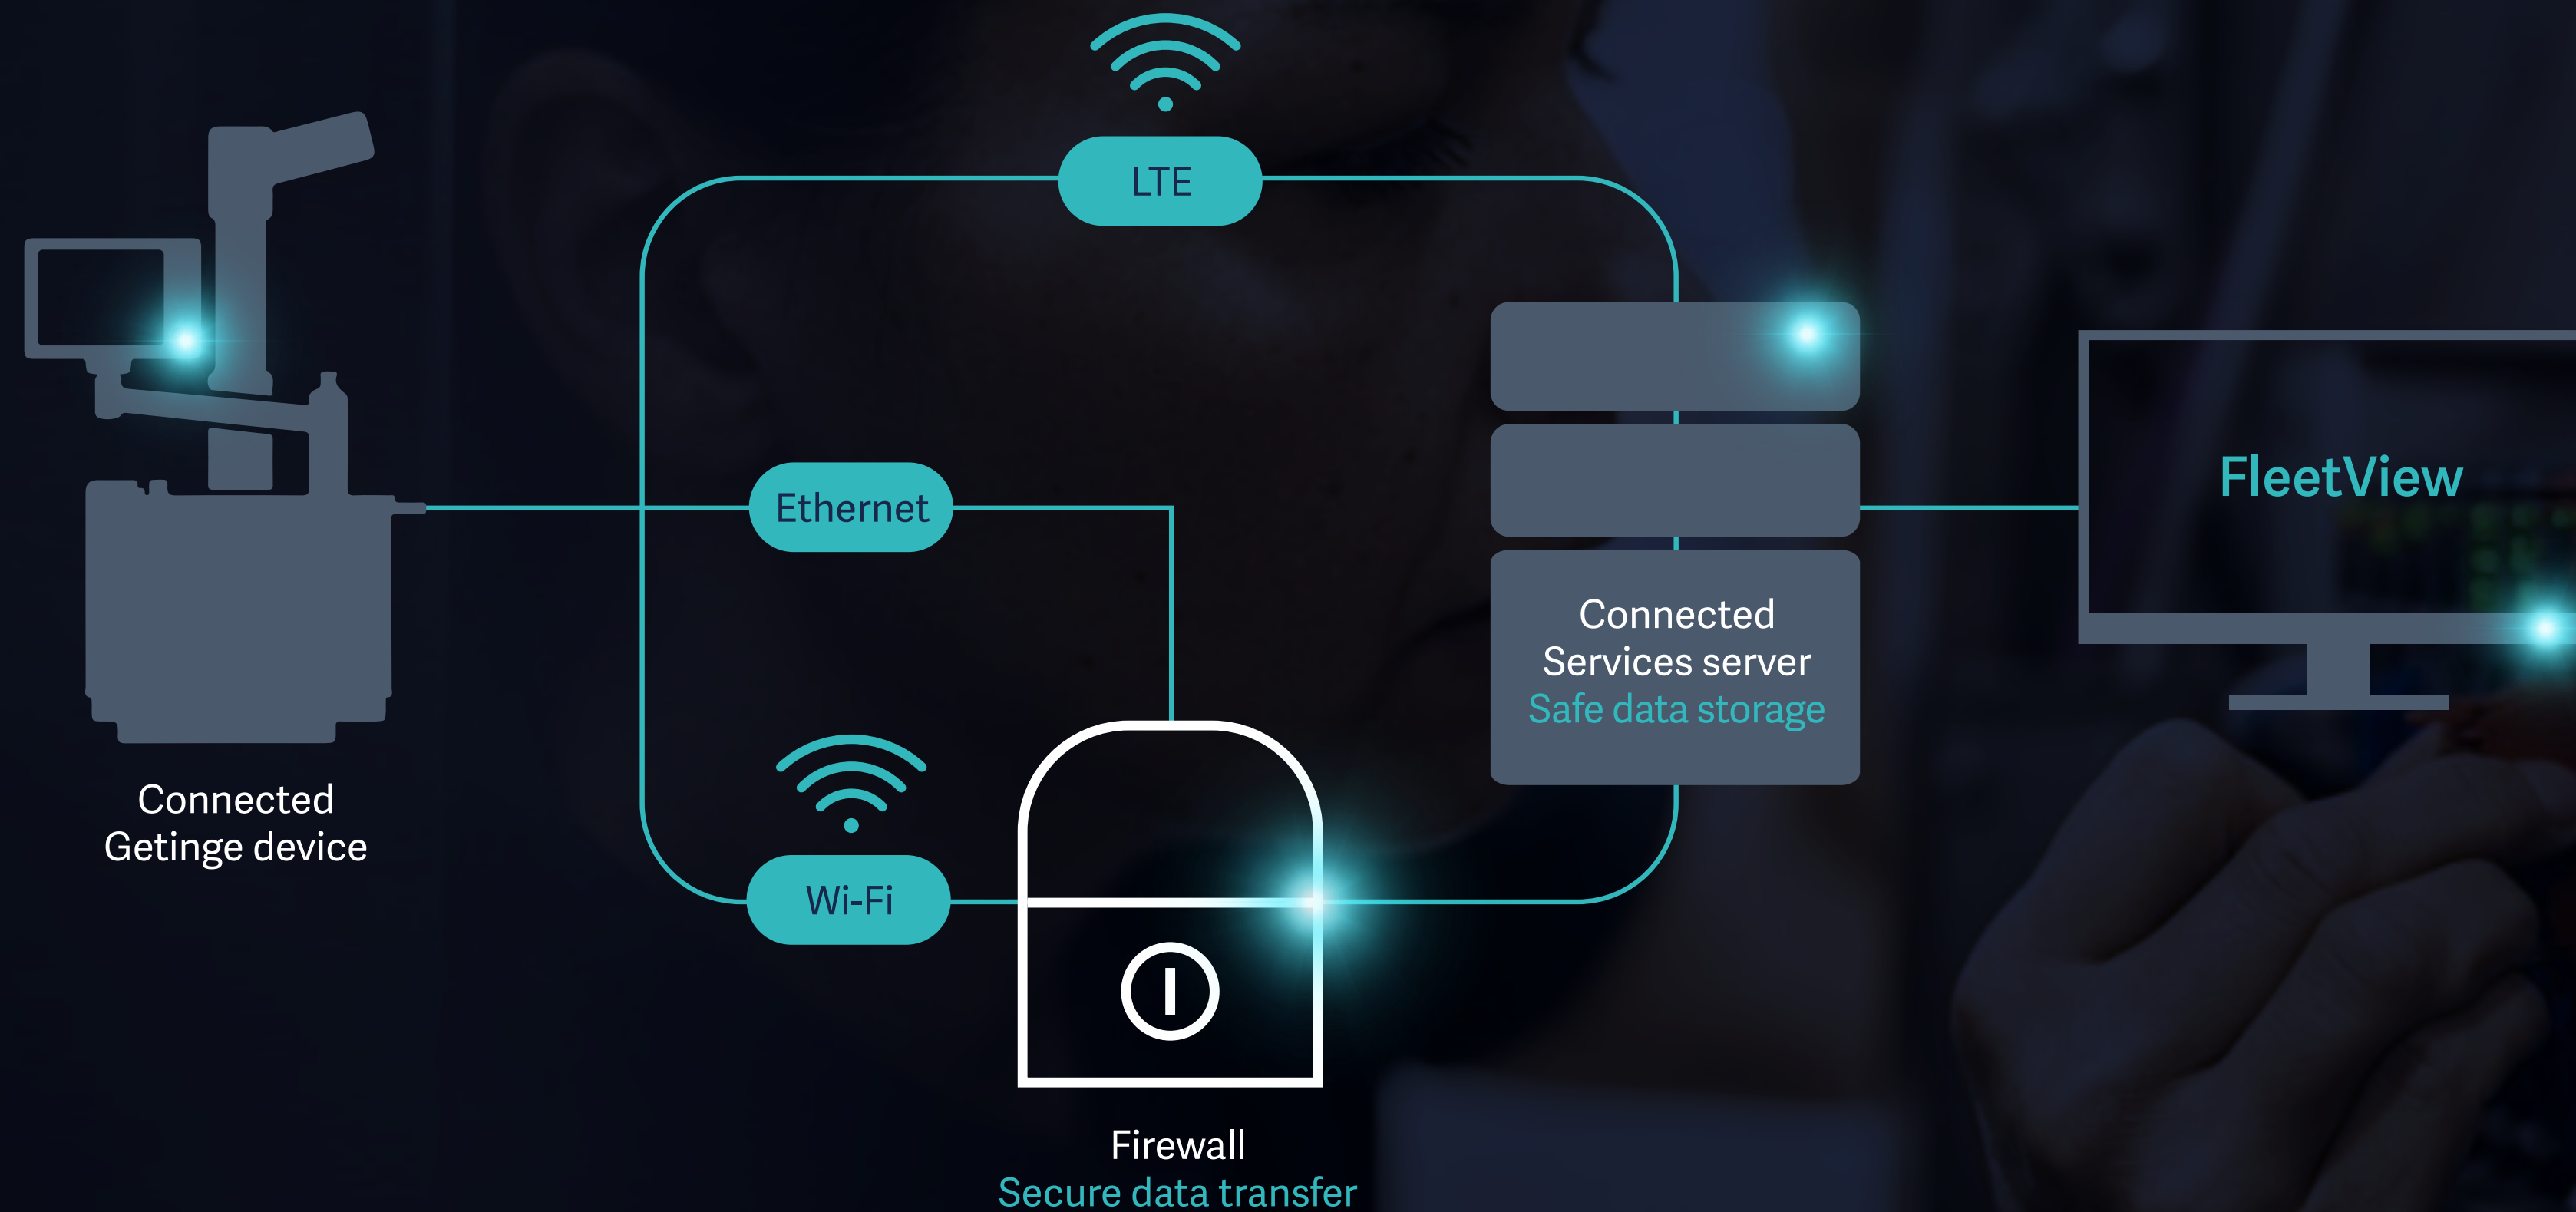 LTE
Ethernet
FleetView
Connected
Services server
Safe data storage
Connected
Getinge device
Wi-Fi
Firewall
Secure data transfer